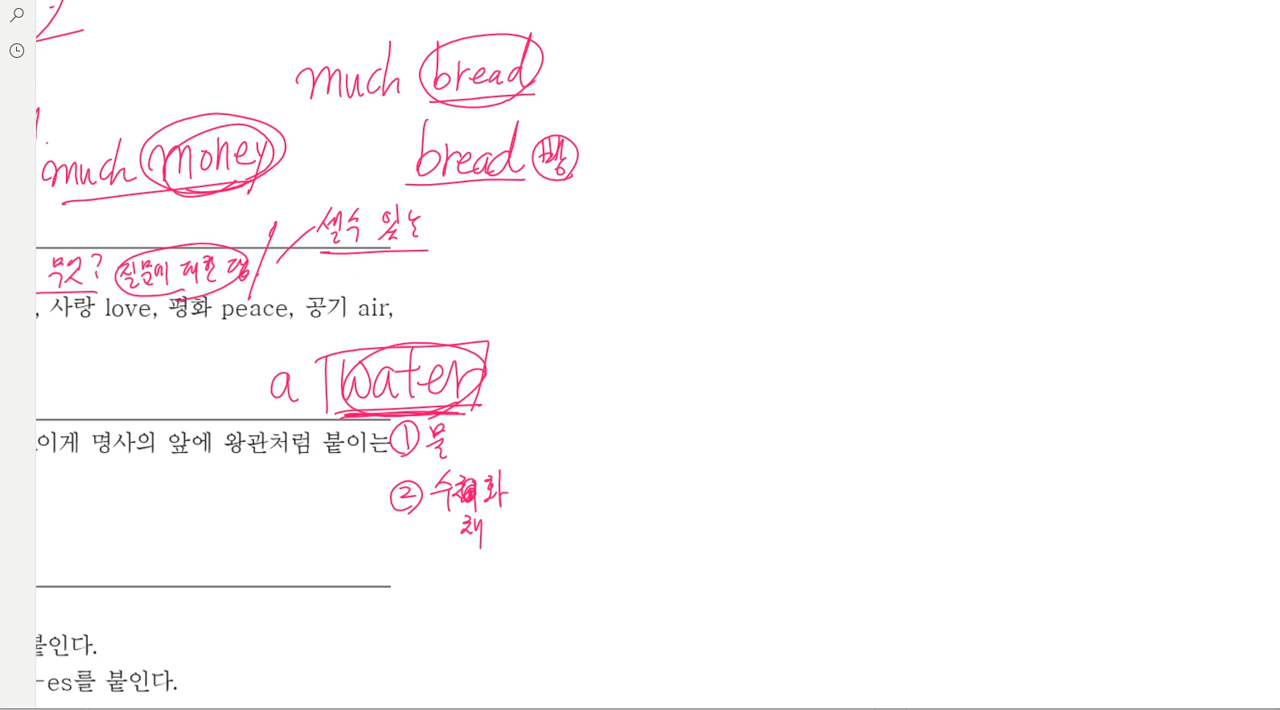 much bread
much money
bread 빵
셀수 있는
무엇? 질문에 대한 답
, 사랑 love, 평화 peace, 공기 air,
a water
이게 명사의 앞에 왕관처럼 붙이는
① 물
② 수 화
채
붙인다.
-es를 붙인다.